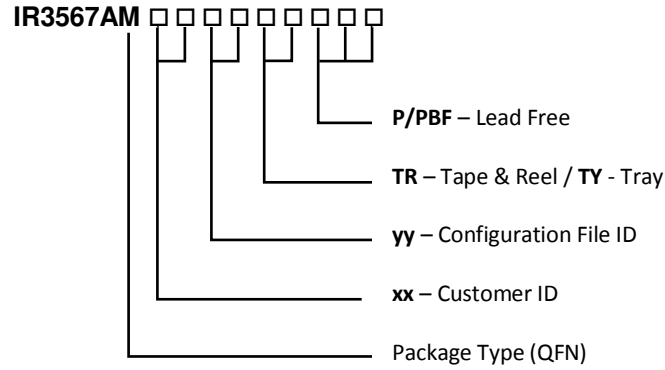 IR3567AM □ □ □ □ □ □ □ □ □
P/PBF – Lead Free
TR – Tape & Reel / TY - Tray
yy – Configuration File ID
xx – Customer ID
Package Type (QFN)